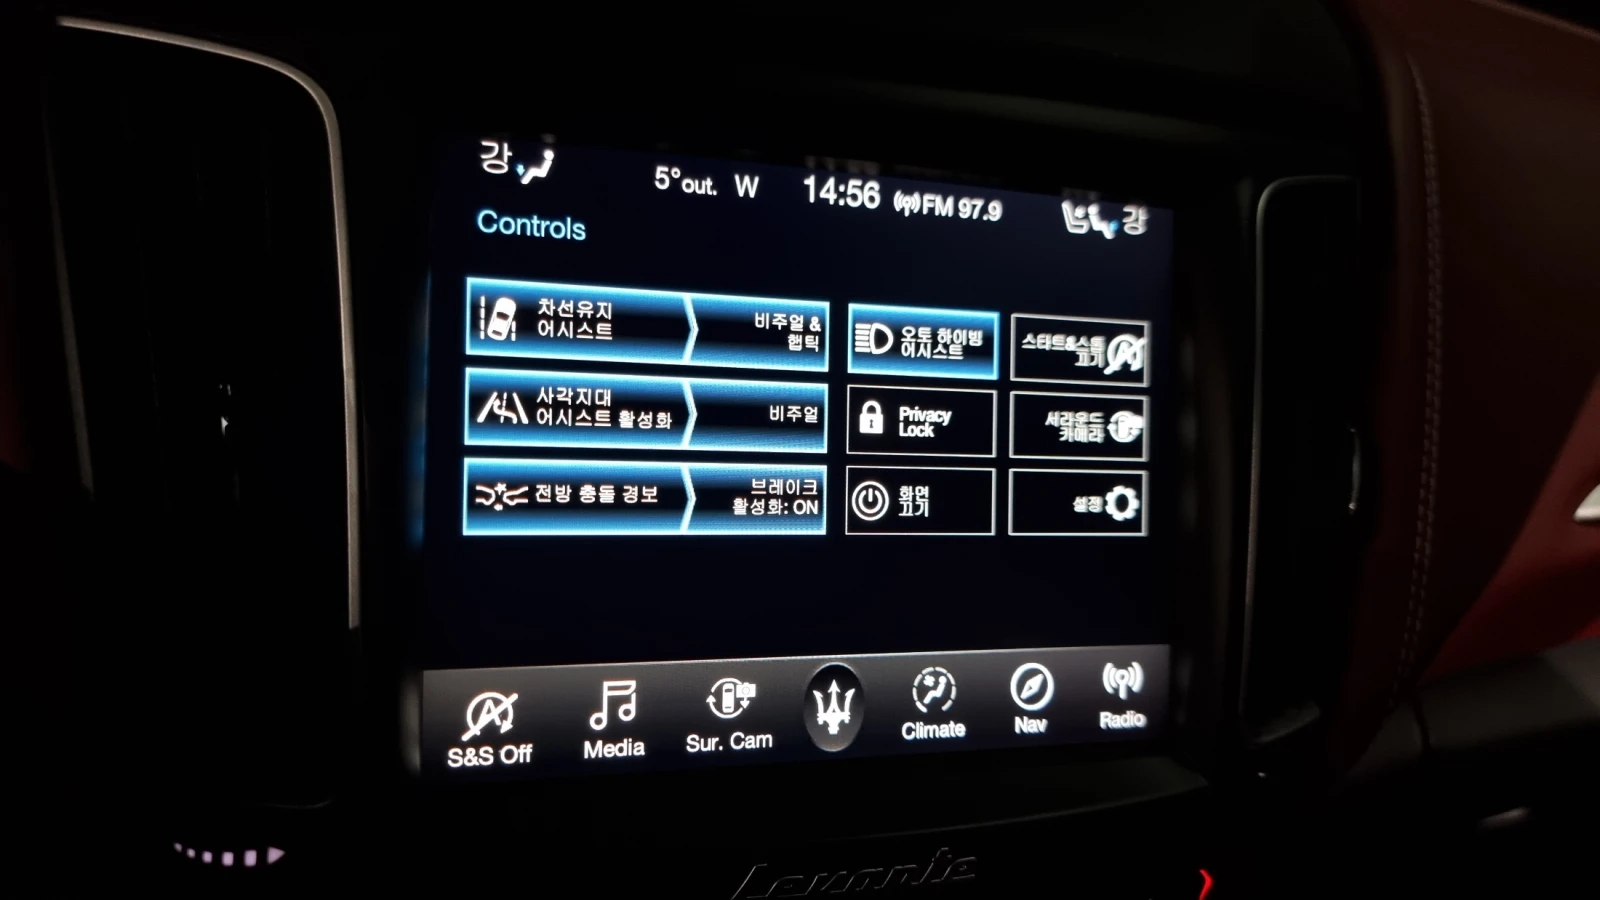 강 5°out. W 14:56 FM 97.9 강
Controls
차선유지
어시스트
비주얼 &
햅틱
오토 하이빔
어시스트
스타트&스톱
끄기
사각지대
어시스트 활성화
비주얼
Privacy
Lock
서라운드
카메라
전방 충돌 경보
브레이크
활성화: ON
화면
끄기
설정
S&S Off
Media
Sur. Cam
Climate
Nav
Radio
Levante